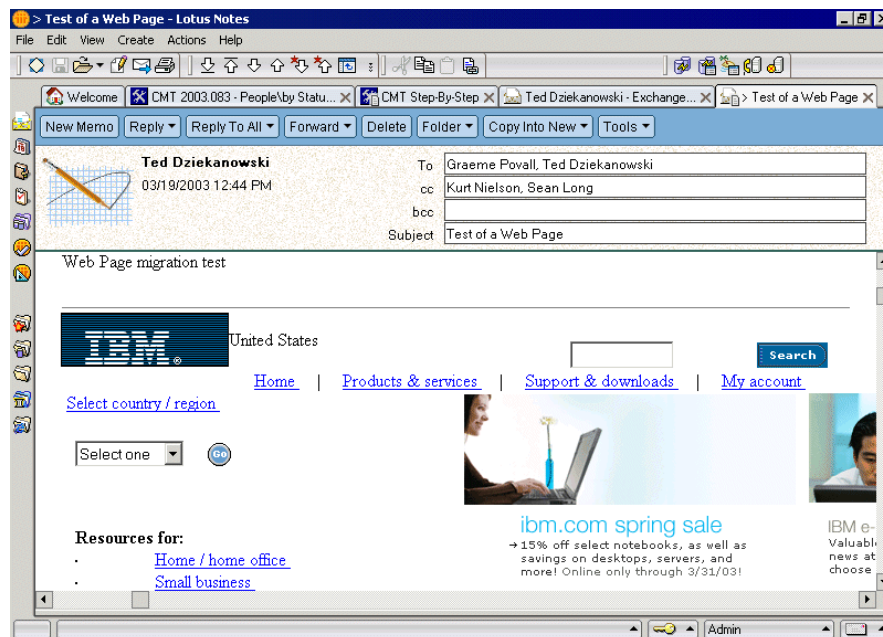 > Test of a Web Page - Lotus Notes
File Edit View Create Actions Help
Welcome CMT 2003.083 - People\by Statu... CMT Step-By-Step Ted Dziekanowski - Exchange... > Test of a Web Page
New Memo Reply Reply To All Forward Delete Folder Copy Into New Tools
Ted Dziekanowski
03/19/2003 12:44 PM
To Graeme Povall, Ted Dziekanowski
cc Kurt Nielson, Sean Long
bcc
Subject Test of a Web Page
Web Page migration test
IBM® United States
Search
Home | Products & services | Support & downloads | My account
Select country / region
Select one Go
Resources for:
· Home / home office
· Small business
ibm.com spring sale
→15% off select notebooks, as well as
savings on desktops, servers, and
more! Online only through 3/31/03!
IBM e-
Valuabl
news at
choose
Admin